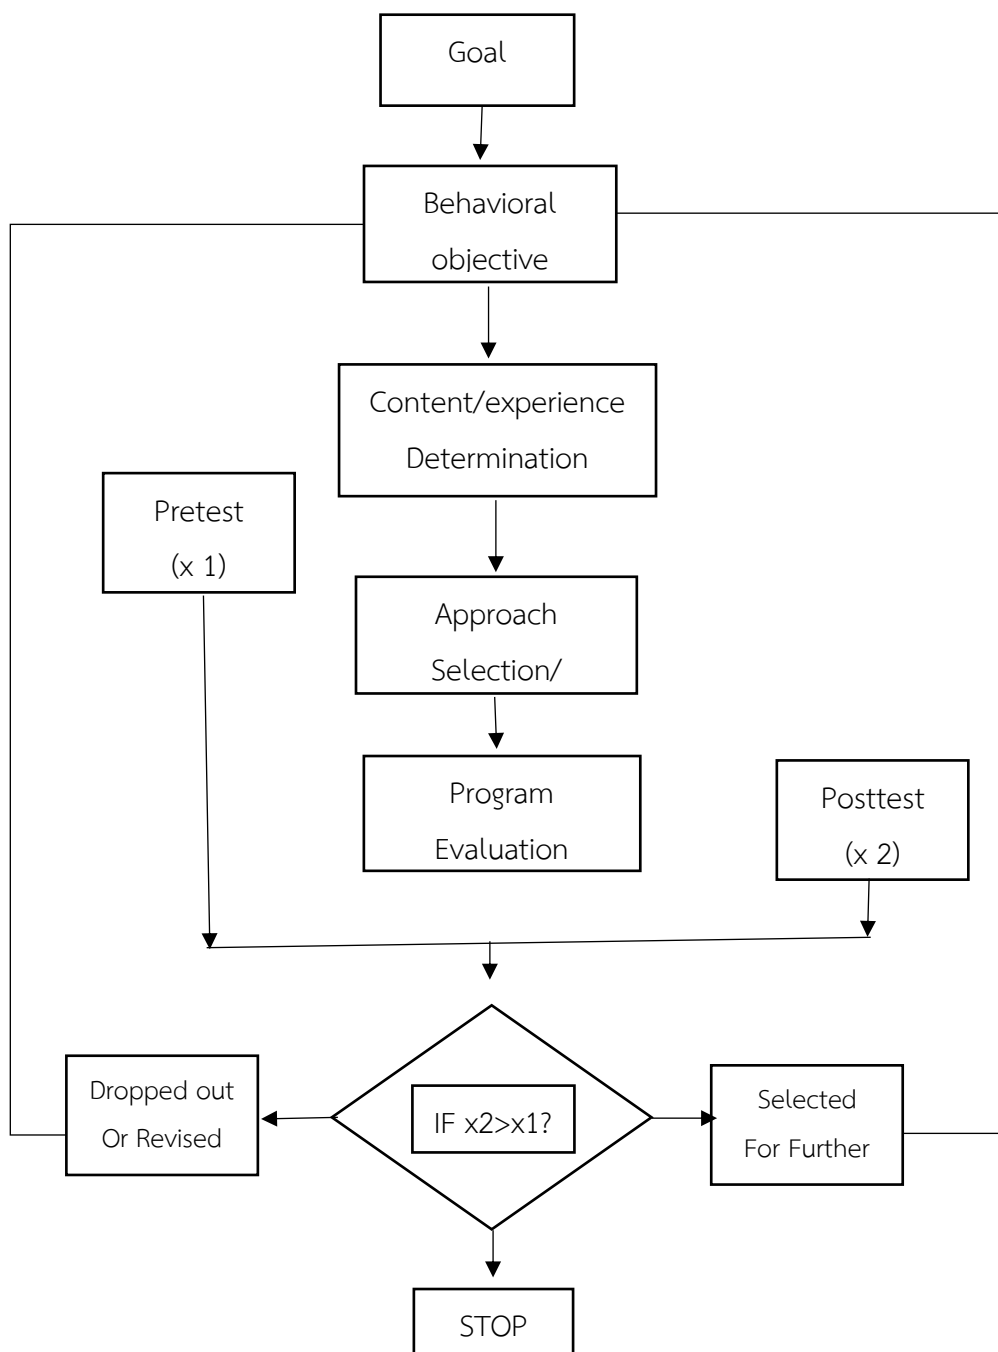 Goal
Behavioral
objective
Content/experience
Determination
Pretest
(x 1)
Approach
Selection/
Program
Evaluation
Posttest
(x 2)
Dropped out
Or Revised
IF x2>x1?
Selected
For Further
STOP